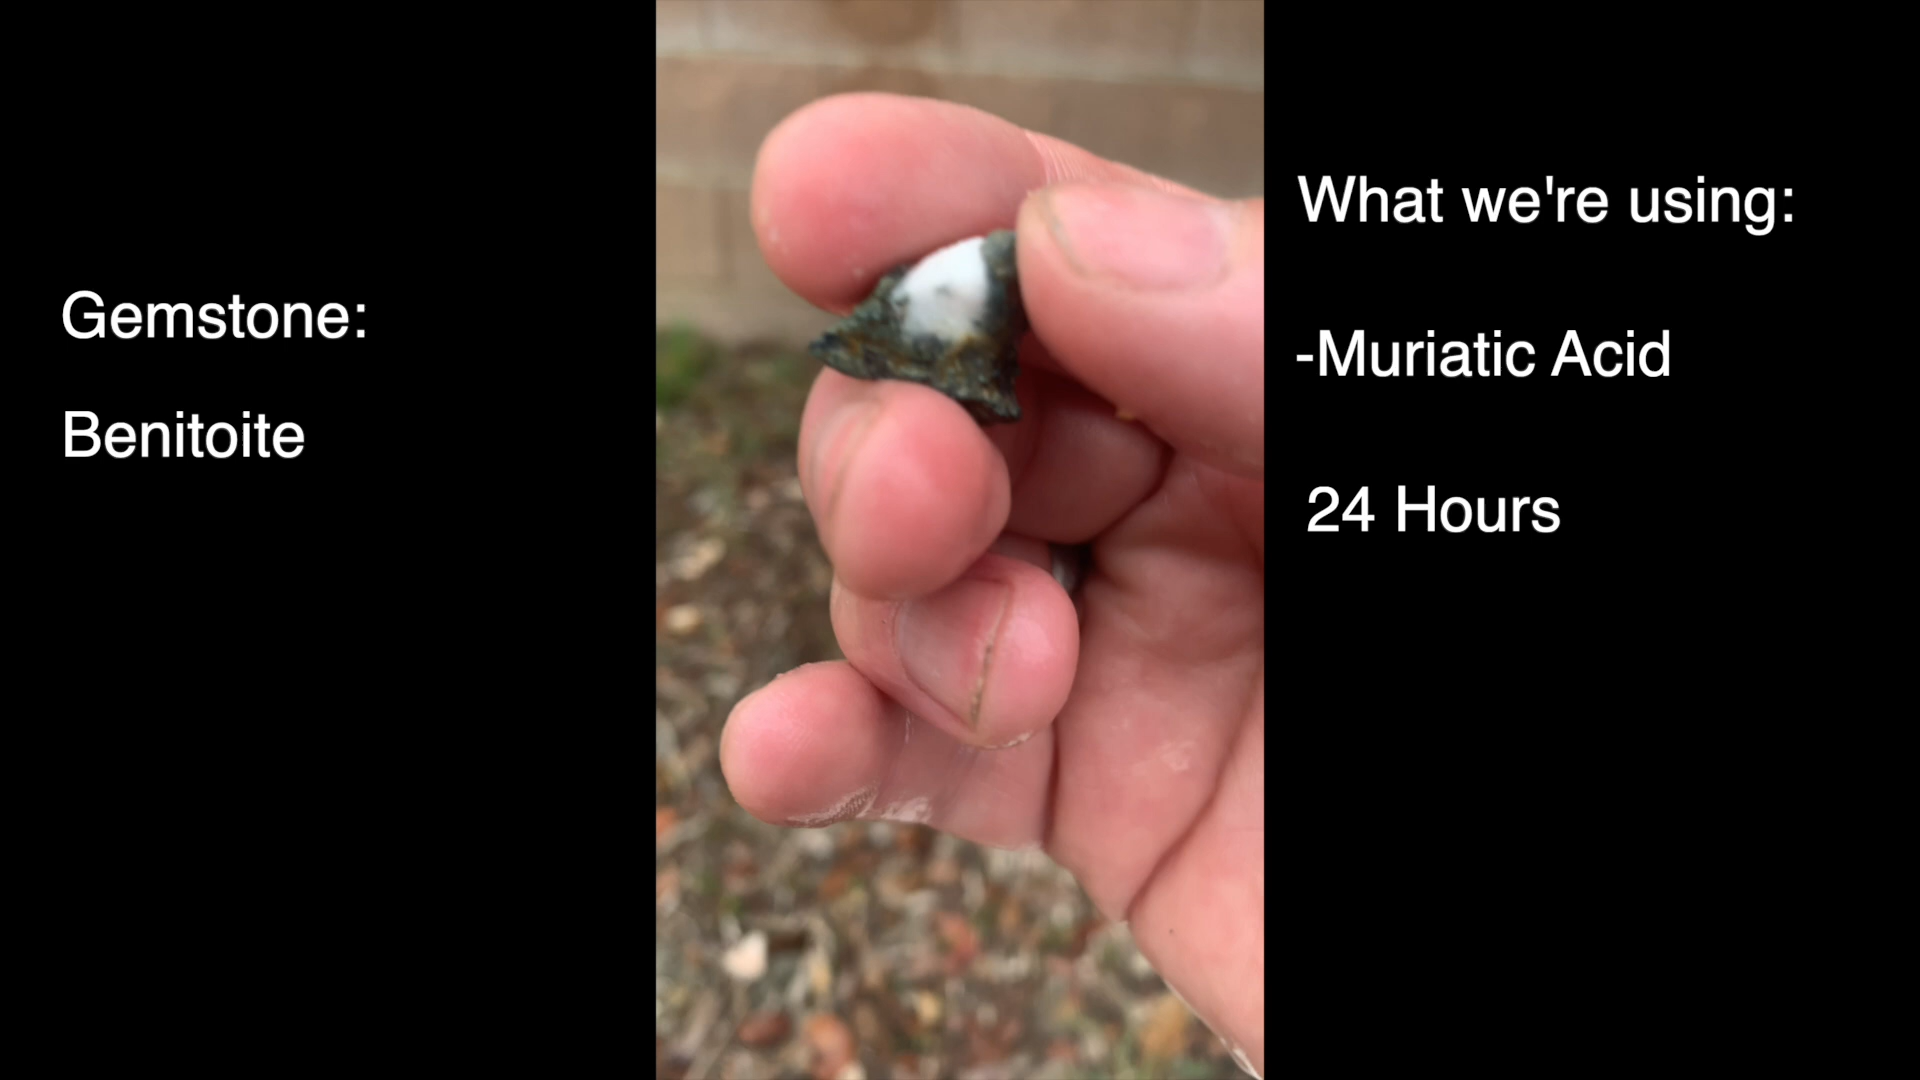 Gemstone:
Benitoite
What we're using:
-Muriatic Acid
24 Hours